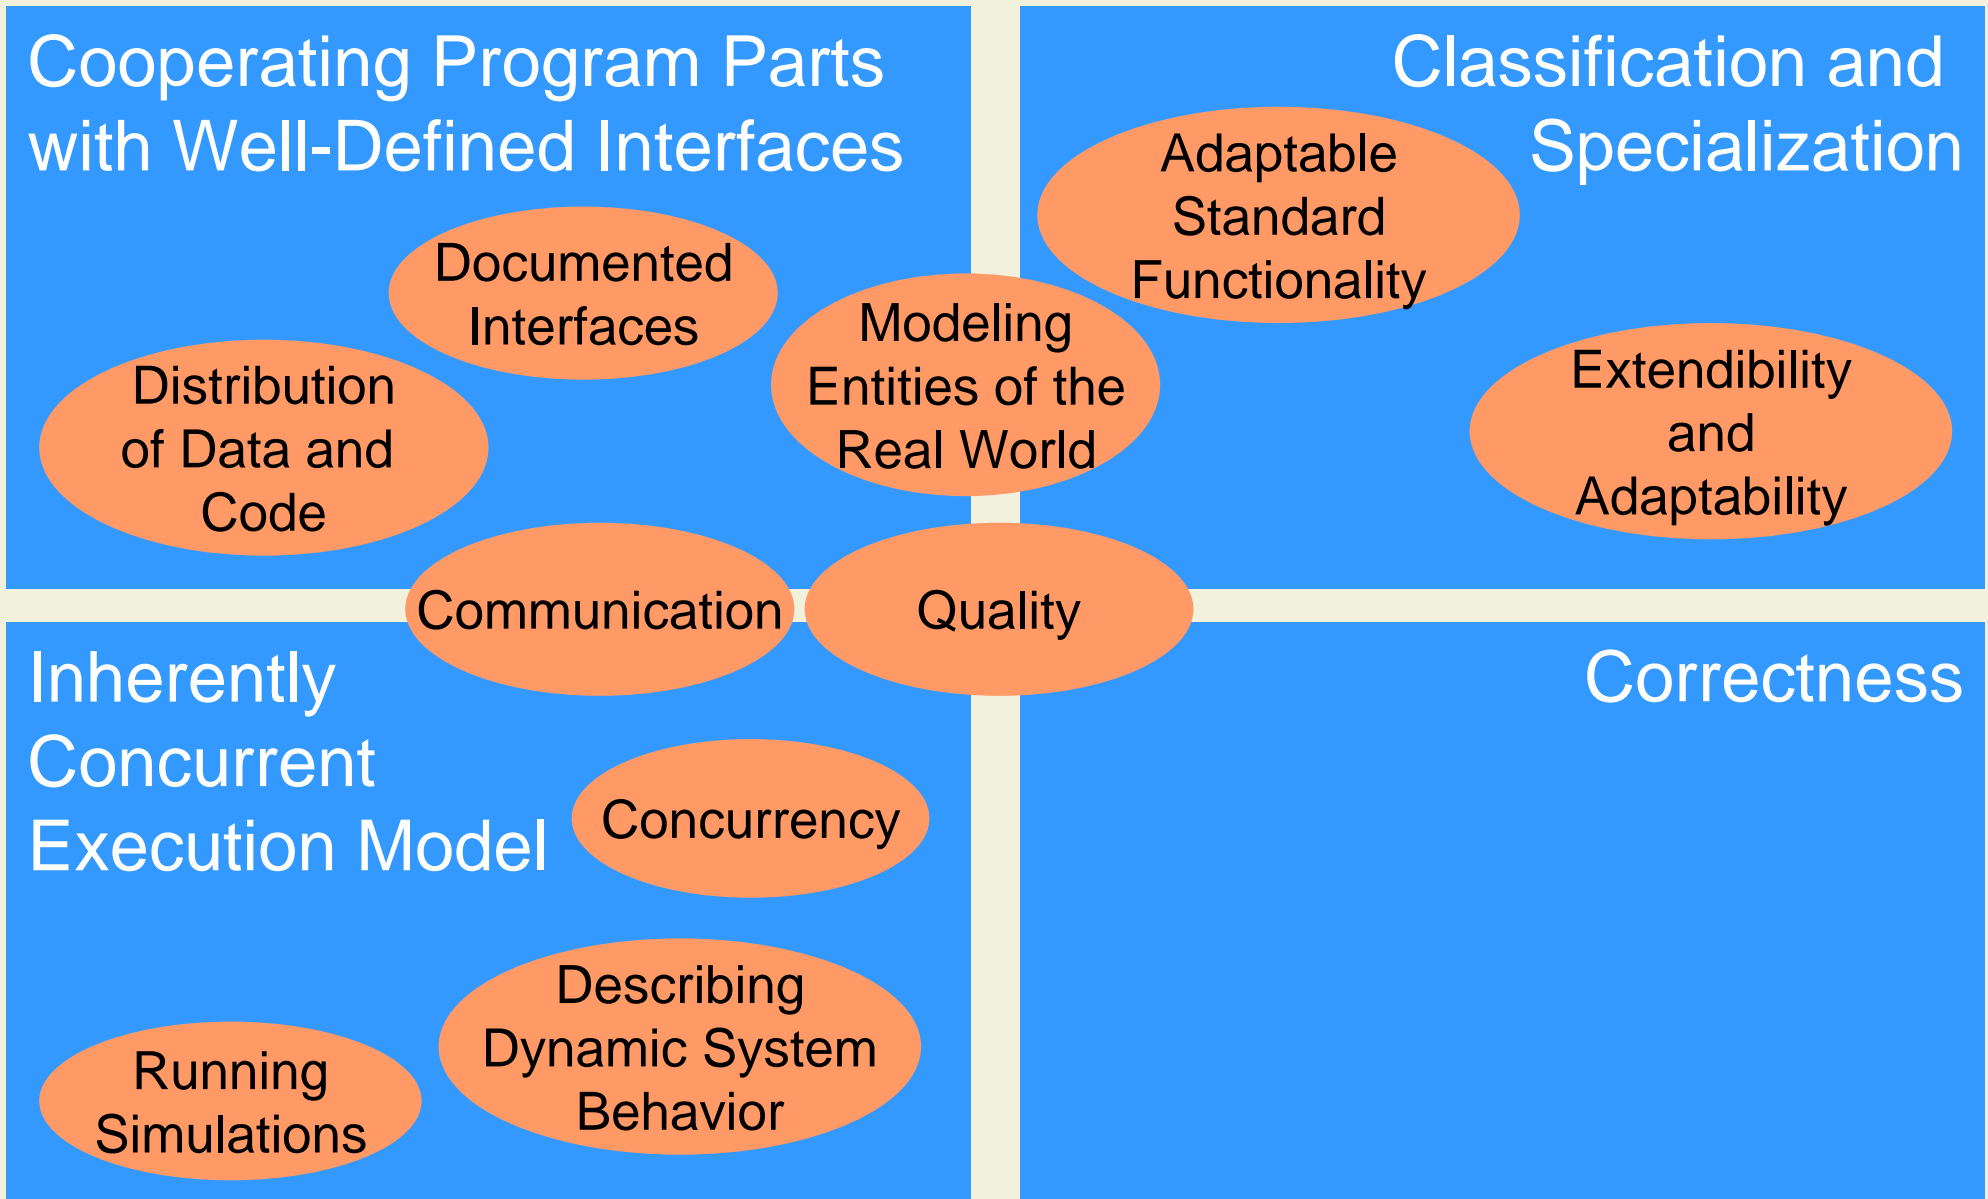 Cooperating Program Parts
with Well-Defined Interfaces
Documented
Interfaces
Distribution
of Data and
Code
Modeling
Entities of the
Real World
Classification and
Specialization
Adaptable
Standard
Functionality
Extendibility
and
Adaptability
Communication
Quality
Inherently
Concurrent
Execution Model
Concurrency
Describing
Dynamic System
Behavior
Running
Simulations
Correctness